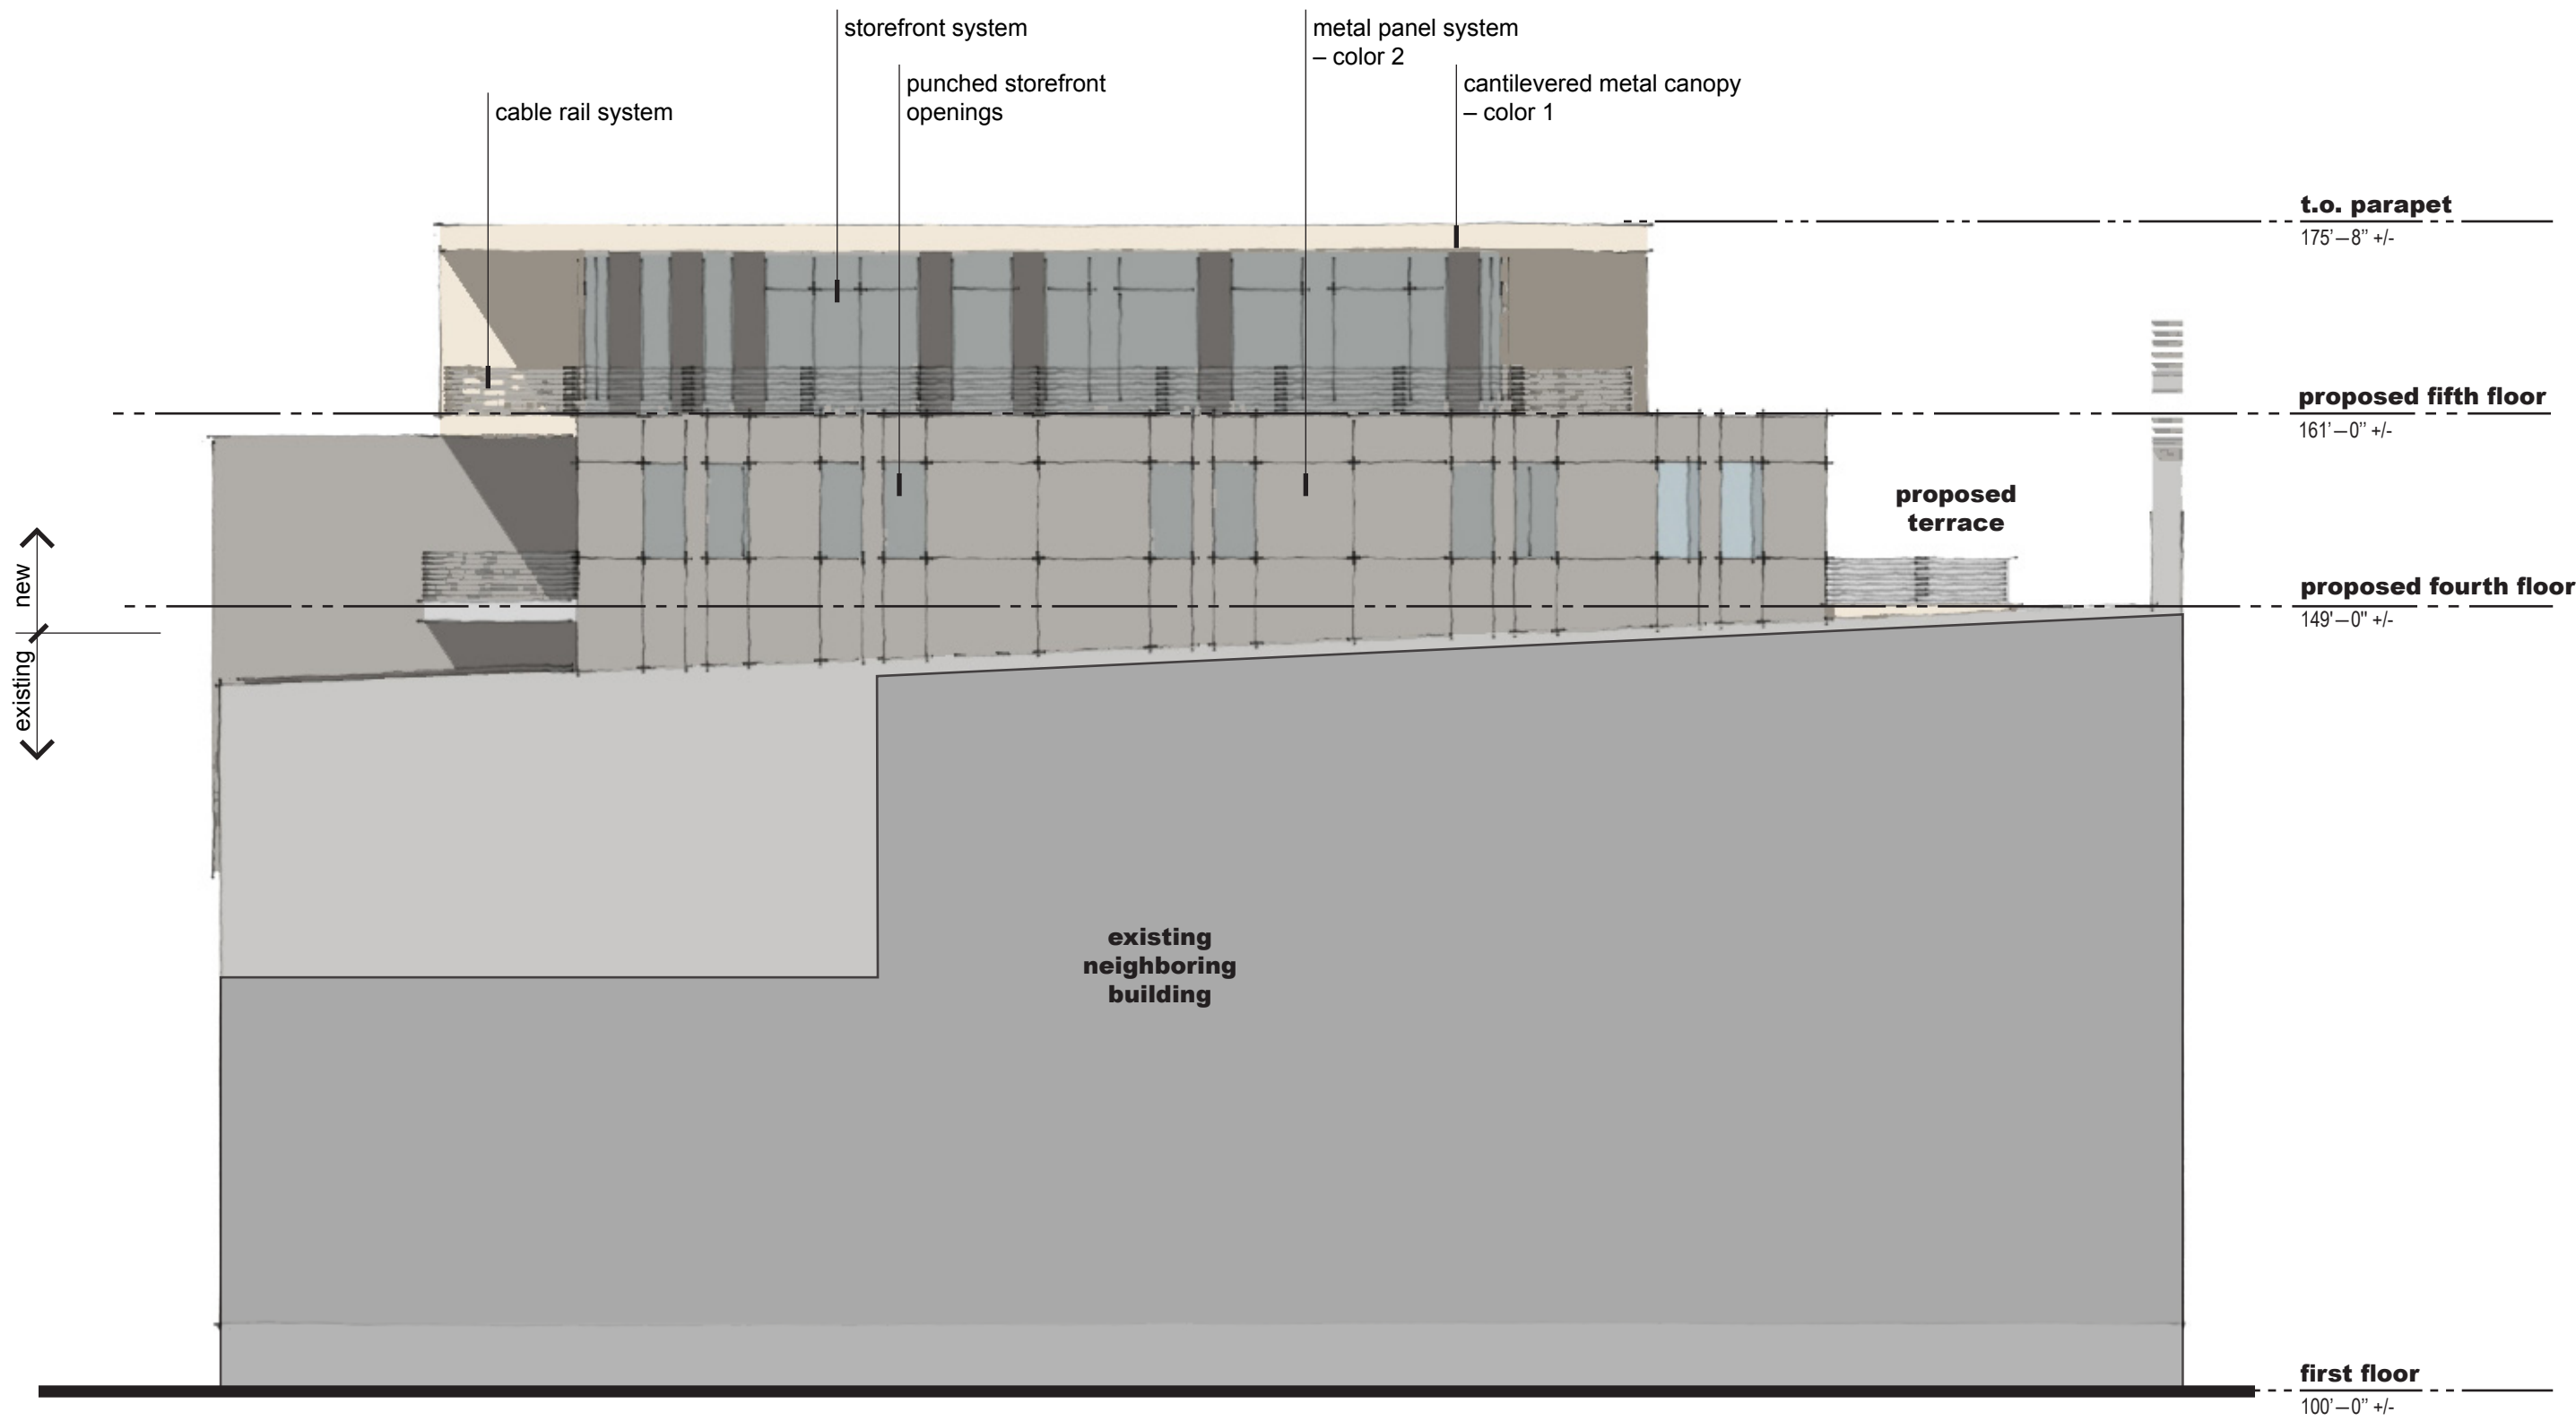 storefront system
metal panel system
– color 2
punched storefront
openings
cantilevered metal canopy
– color 1
cable rail system
t.o. parapet
175’—8” +/-
proposed fifth floor
161’—0” +/-
proposed
terrace
new
existing
proposed fourth floor
149’—0" +/-
existing
neighboring
building
first floor
100’—0” +/-